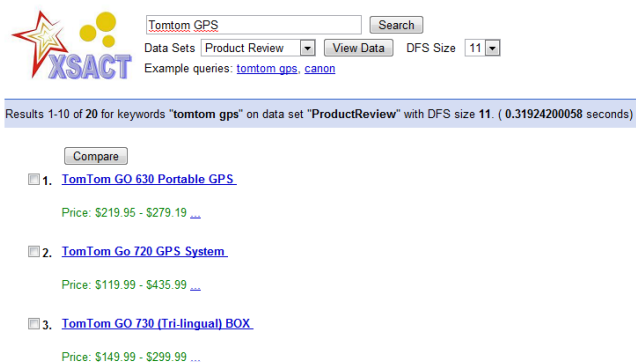 Tomtom GPS Search
Data Sets Product Review View Data DFS Size 11
XSACT Example queries: tomtom gps, canon
Results 1-10 of 20 for keywords "tomtom gps" on data set "ProductReview" with DFS size 11. ( 0.31924200058 seconds)
Compare
1. TomTom GO 630 Portable GPS
Price: $219.95 - $279.19 ...
2. TomTom Go 720 GPS System
Price: $119.99 - $435.99 ...
3. TomTom GO 730 (Tri-lingual) BOX
Price: $149.99 - $299.99 ...